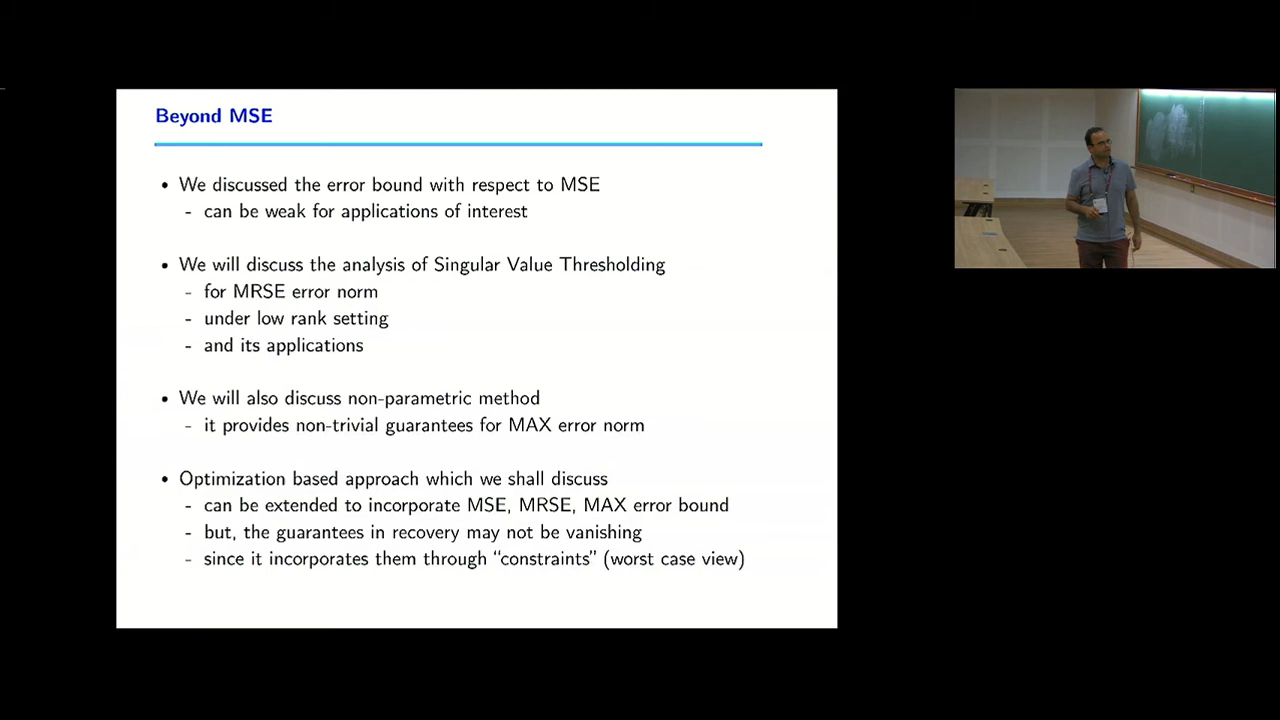 Beyond MSE
• We discussed the error bound with respect to MSE
- can be weak for applications of interest
• We will discuss the analysis of Singular Value Thresholding
- for MRSE error norm
- under low rank setting
- and its applications
• We will also discuss non-parametric method
- it provides non-trivial guarantees for MAX error norm
• Optimization based approach which we shall discuss
- can be extended to incorporate MSE, MRSE, MAX error bound
- but, the guarantees in recovery may not be vanishing
- since it incorporates them through “constraints” (worst case view)